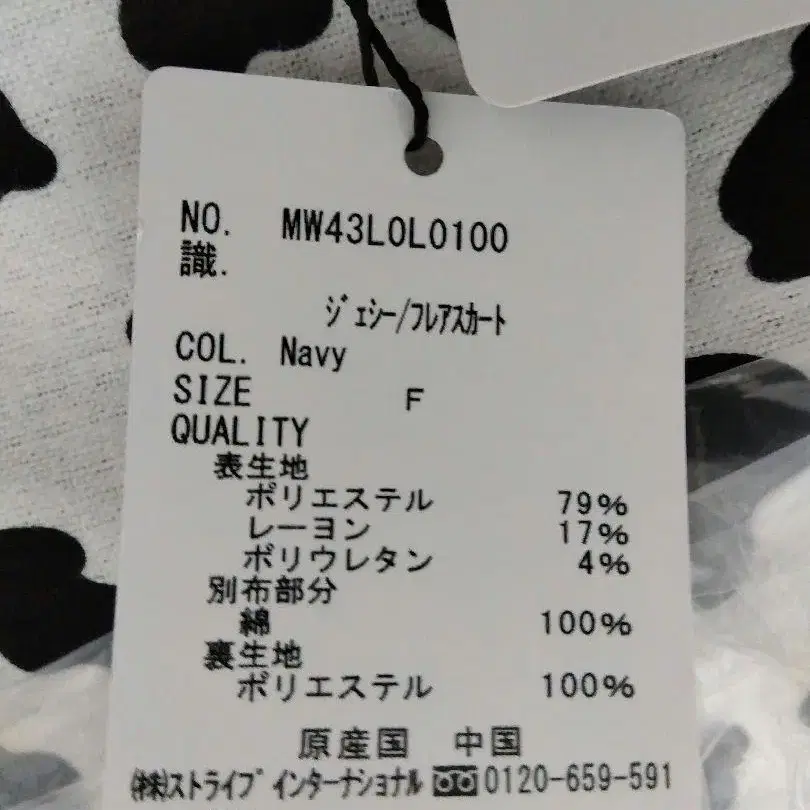 NO. MW43L0L0100
識.
ジェシー/フレアスカート
COL. Navy
SIZE F
QUALITY
表生地
ポリエステル 79%
レーヨン 17%
ポリウレタン 4%
別布部分
綿 100%
裏生地
ポリエステル 100%
原産国 中国
㈱ストライプインターナショナル 0120-659-591